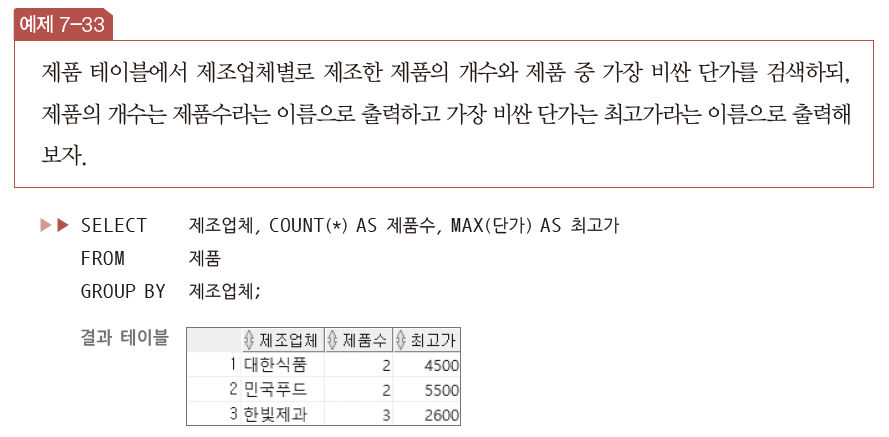 예제 7-33
제품 테이블에서 제조업체별로 제조한 제품의 개수와 제품 중 가장 비싼 단가를 검색하되,
제품의 개수는 제품수라는 이름으로 출력하고 가장 비싼 단가는 최고가라는 이름으로 출력해
보자.
▶▶ SELECT 제조업체, COUNT(*) AS 제품수, MAX(단가) AS 최고가
FROM 제품
GROUP BY 제조업체;
결과 테이블
제조업체 제품수 최고가
1 대한식품 2 4500
2 민국푸드 2 5500
3 한빛제과 3 2600